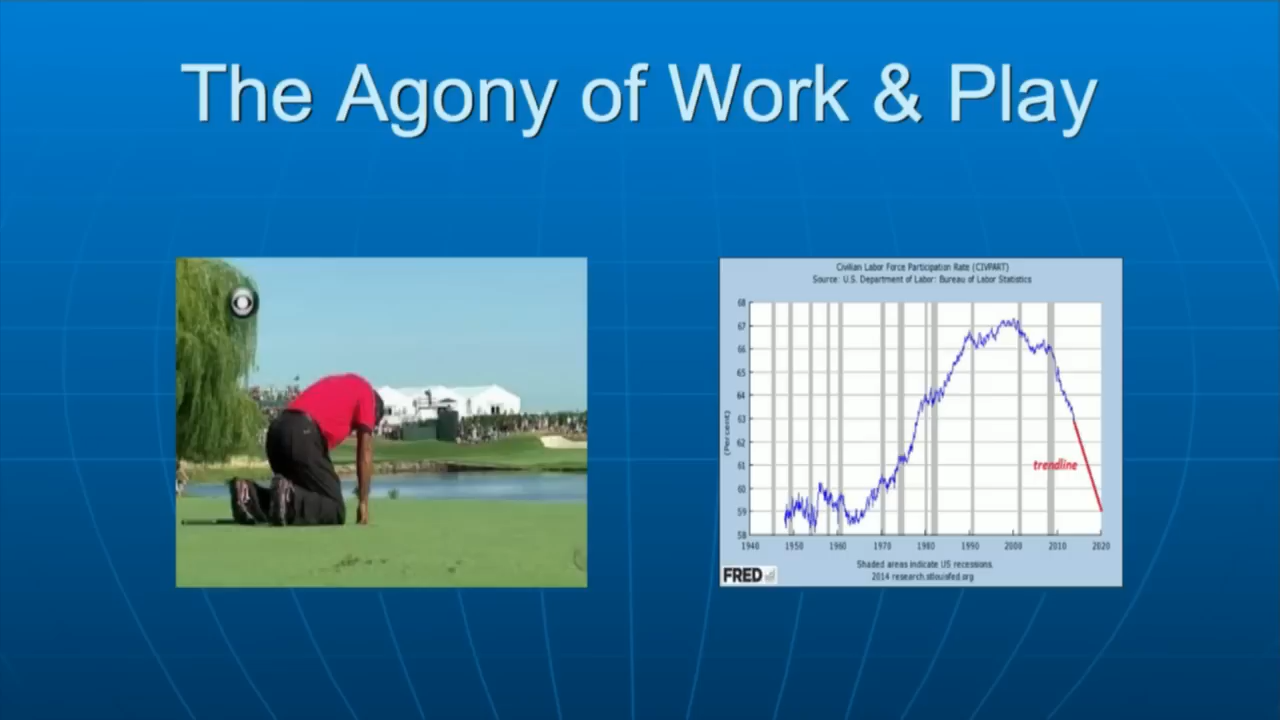 The Agony of Work & Play
Civilian Labor Force Participation Rate (CIVPART)
Source: U.S. Department of Labor: Bureau of Labor Statistics
68
67
66
65
64
63
62
61
60
59
58
(Percent)
trendline
1940 1950 1960 1970 1980 1990 2000 2010 2020
Shaded areas indicate US recessions.
2014 research.stlouisfed.org
FRED